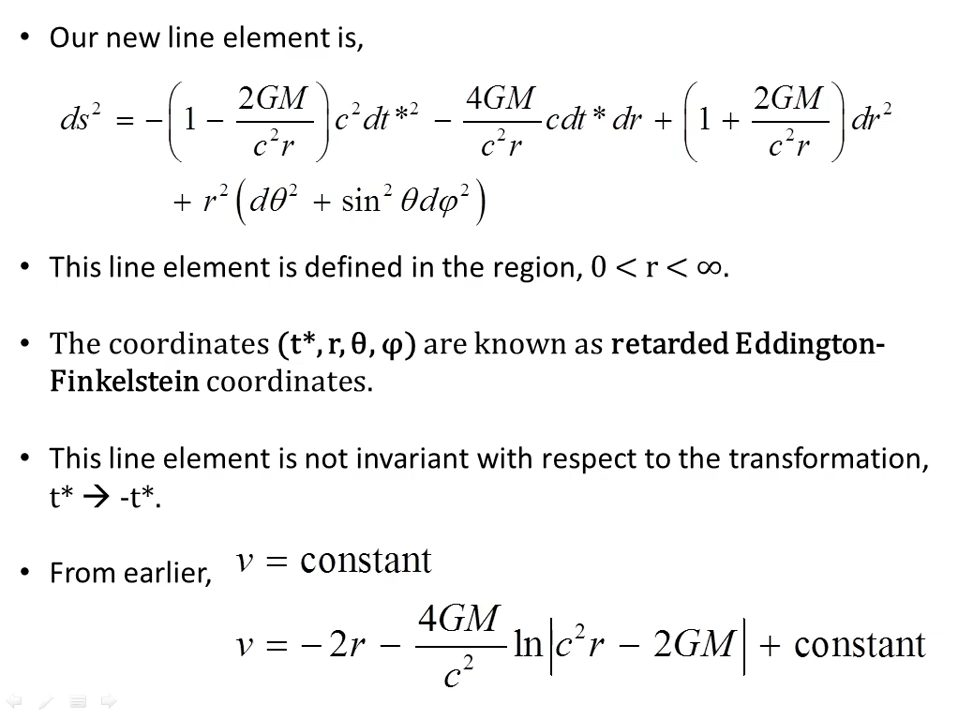 • Our new line element is,
ds² = −(1 − 2GM/c²r) c²dt*² − 4GM/c²r cdt*dr + (1 + 2GM/c²r) dr²
+ r²(dθ² + sin²θdφ²)
• This line element is defined in the region, 0 < r < ∞.
• The coordinates (t*, r, θ, φ) are known as retarded Eddington-
Finkelstein coordinates.
• This line element is not invariant with respect to the transformation,
t* → -t*.
• From earlier, v = constant
v = −2r − 4GM/c² ln|c²r − 2GM| + constant